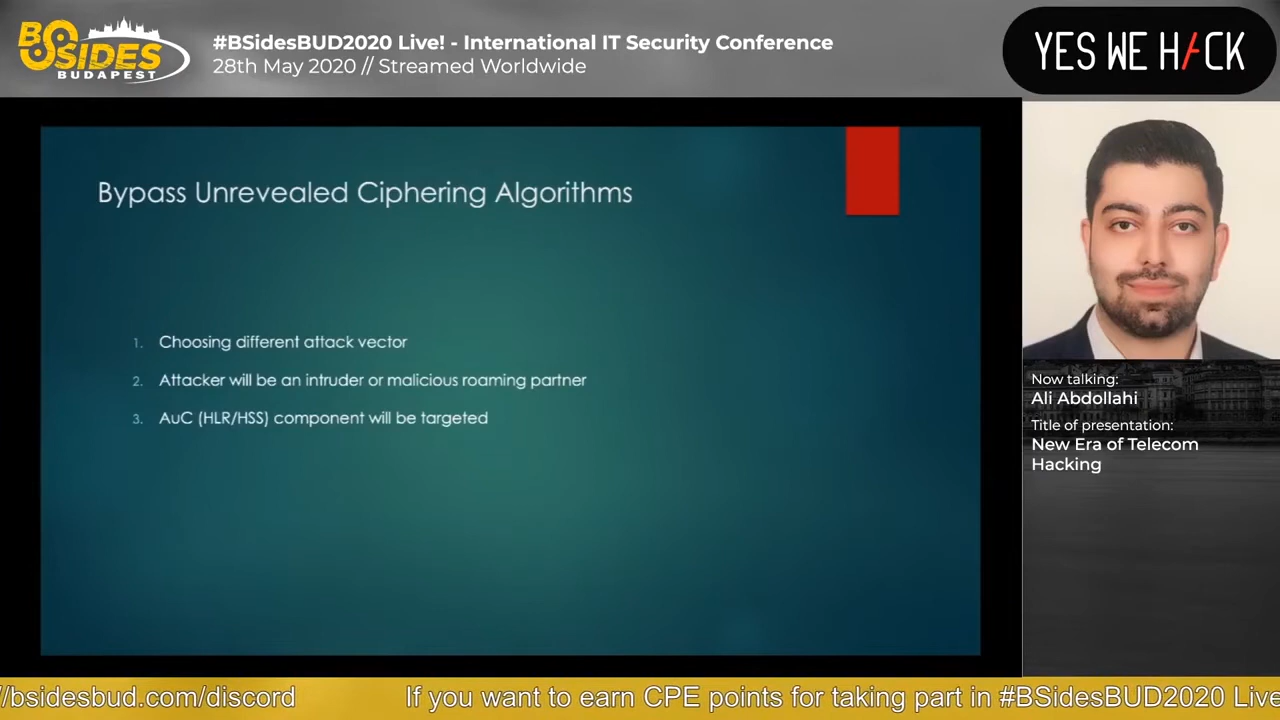 BSIDES
BUDAPEST
#BSidesBUD2020 Live! - International IT Security Conference
28th May 2020 // Streamed Worldwide
YES WE H/CK
Bypass Unrevealed Ciphering Algorithms
1. Choosing different attack vector
2. Attacker will be an intruder or malicious roaming partner
3. AuC (HLR/HSS) component will be targeted
Now talking:
Ali Abdollahi
Title of presentation:
New Era of Telecom
Hacking
//bsidesbud.com/discord If you want to earn CPE points for taking part in #BSidesBUD2020 Live